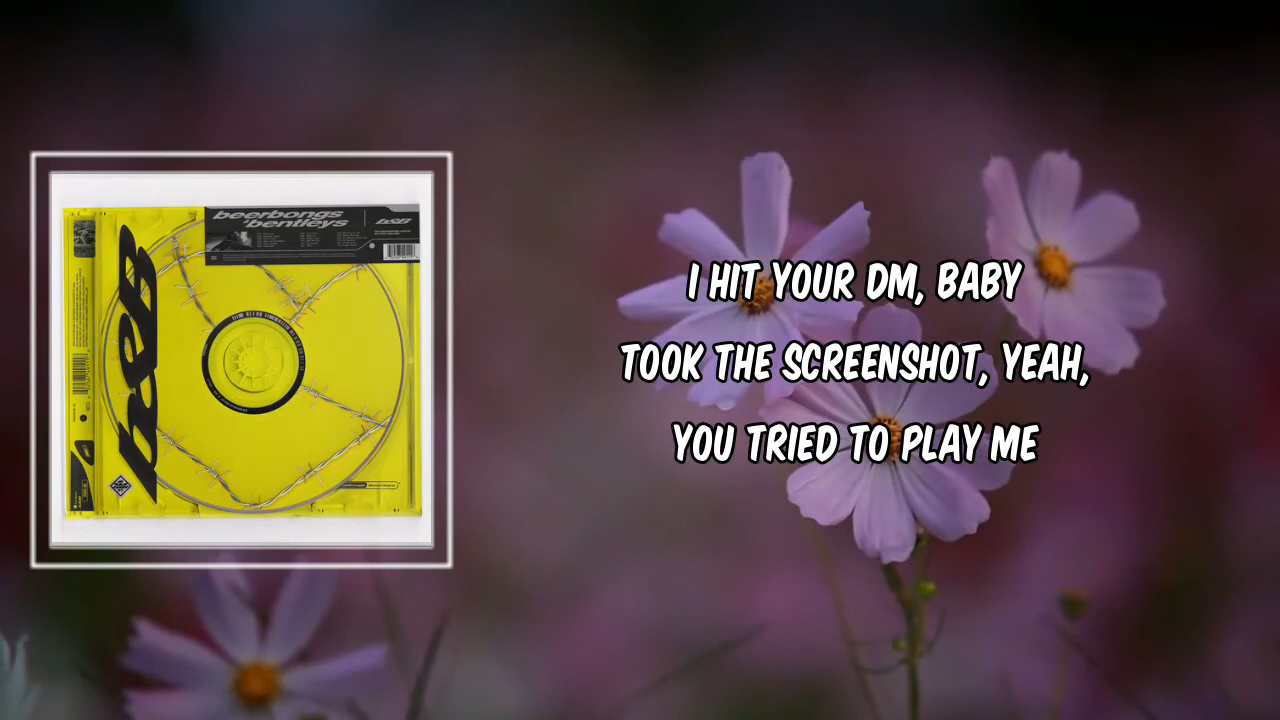 beerbongs
& bentleys
b&B
b&B
I HIT YOUR DM, BABY
TOOK THE SCREENSHOT, YEAH,
YOU TRIED TO PLAY ME